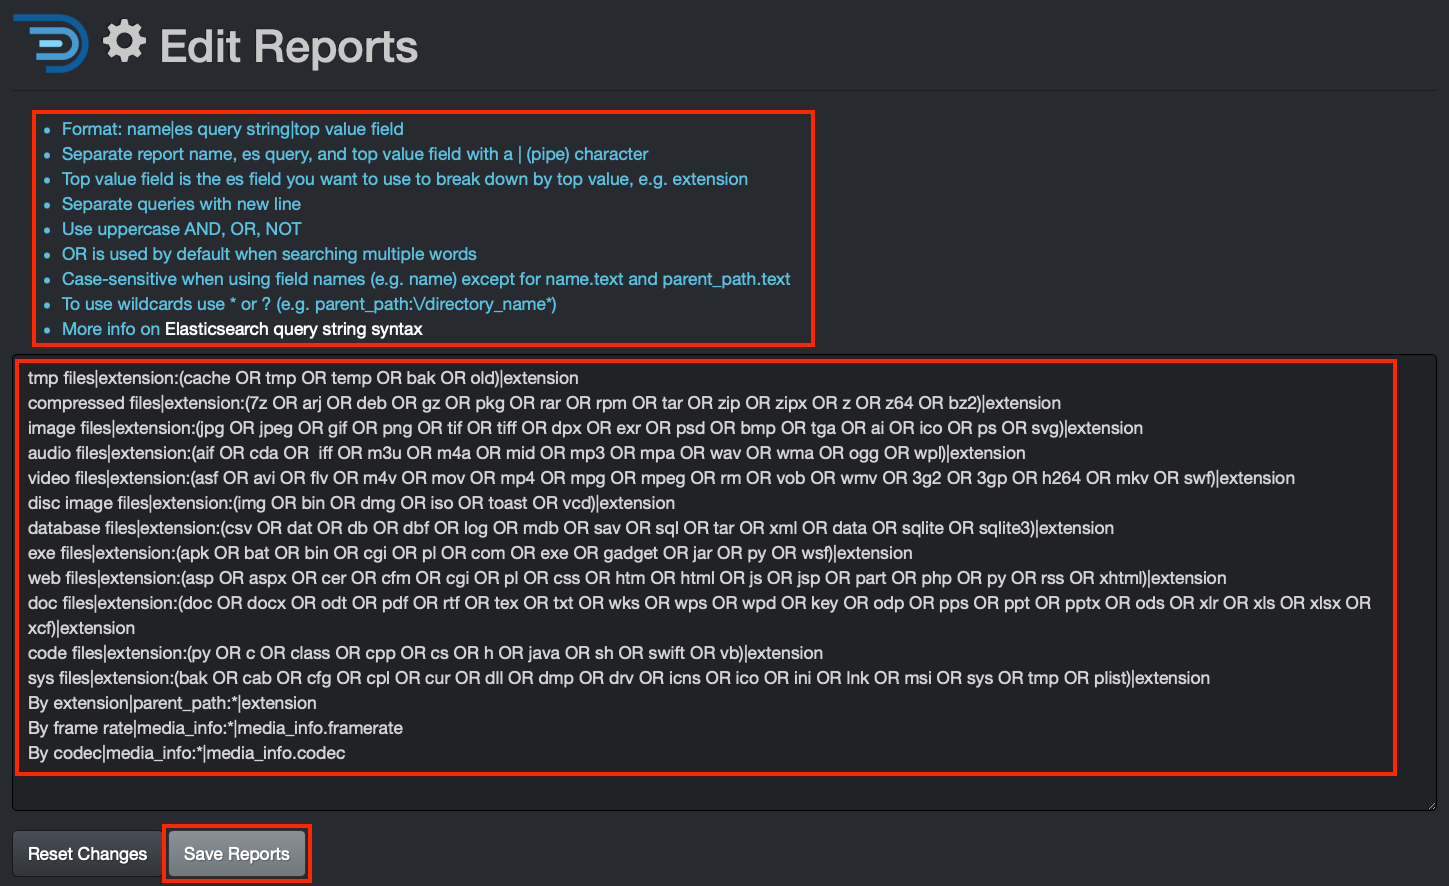 Edit Reports
Format: name|es query string|top value field
Separate report name, es query, and top value field with a | (pipe) character
Top value field is the es field you want to use to break down by top value, e.g. extension
Separate queries with new line
Use uppercase AND, OR, NOT
OR is used by default when searching multiple words
Case-sensitive when using field names (e.g. name) except for name.text and parent_path.text
To use wildcards use * or ? (e.g. parent_path:\/directory_name*)
More info on Elasticsearch query string syntax
tmp files|extension:(cache OR tmp OR temp OR bak OR old)|extension
compressed files|extension:(7z OR arj OR deb OR gz OR pkg OR rar OR rpm OR tar OR zip OR zipx OR z OR z64 OR bz2)|extension
image files|extension:(jpg OR jpeg OR gif OR png OR tif OR tiff OR dpx OR exr OR psd OR bmp OR tga OR ai OR ico OR ps OR svg)|extension
audio files|extension:(aif OR cda OR  iff OR m3u OR m4a OR mid OR mp3 OR mpa OR wav OR wma OR ogg OR wpl)|extension
video files|extension:(asf OR avi OR flv OR m4v OR mov OR mp4 OR mpg OR mpeg OR rm OR vob OR wmv OR 3g2 OR 3gp OR h264 OR mkv OR swf)|extension
disc image files|extension:(img OR bin OR dmg OR iso OR toast OR vcd)|extension
database files|extension:(csv OR dat OR db OR dbf OR log OR mdb OR sav OR sql OR tar OR xml OR data OR sqlite OR sqlite3)|extension
exe files|extension:(apk OR bat OR bin OR cgi OR pl OR com OR exe OR gadget OR jar OR py OR wsf)|extension
web files|extension:(asp OR aspx OR cer OR cfm OR cgi OR pl OR css OR htm OR html OR js OR jsp OR part OR php OR py OR rss OR xhtml)|extension
doc files|extension:(doc OR docx OR odt OR pdf OR rtf OR tex OR txt OR wks OR wps OR wpd OR key OR odp OR pps OR ppt OR pptx OR ods OR xlr OR xls OR xlsx OR
xcf)|extension
code files|extension:(py OR c OR class OR cpp OR cs OR h OR java OR sh OR swift OR vb)|extension
sys files|extension:(bak OR cab OR cfg OR cpl OR cur OR dll OR dmp OR drv OR icns OR ico OR ini OR lnk OR msi OR sys OR tmp OR plist)|extension
By extension|parent_path:*|extension
By frame rate|media_info:*|media_info.framerate
By codec|media_info:*|media_info.codec
Reset Changes
Save Reports